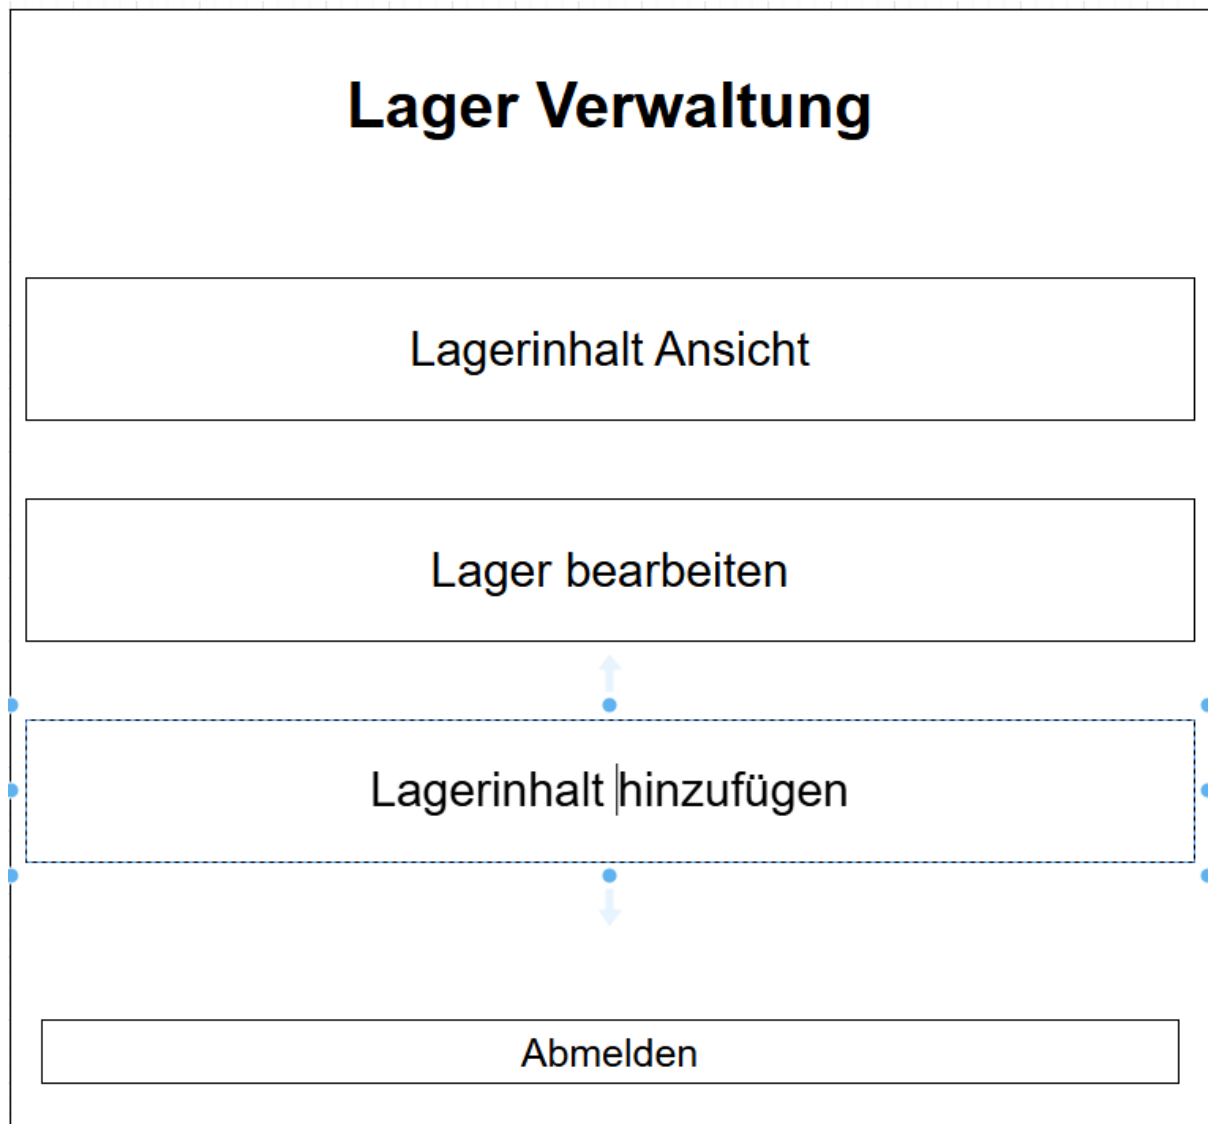 Lager Verwaltung
Lagerinhalt Ansicht
Lager bearbeiten
Lagerinhalt hinzufügen
Abmelden